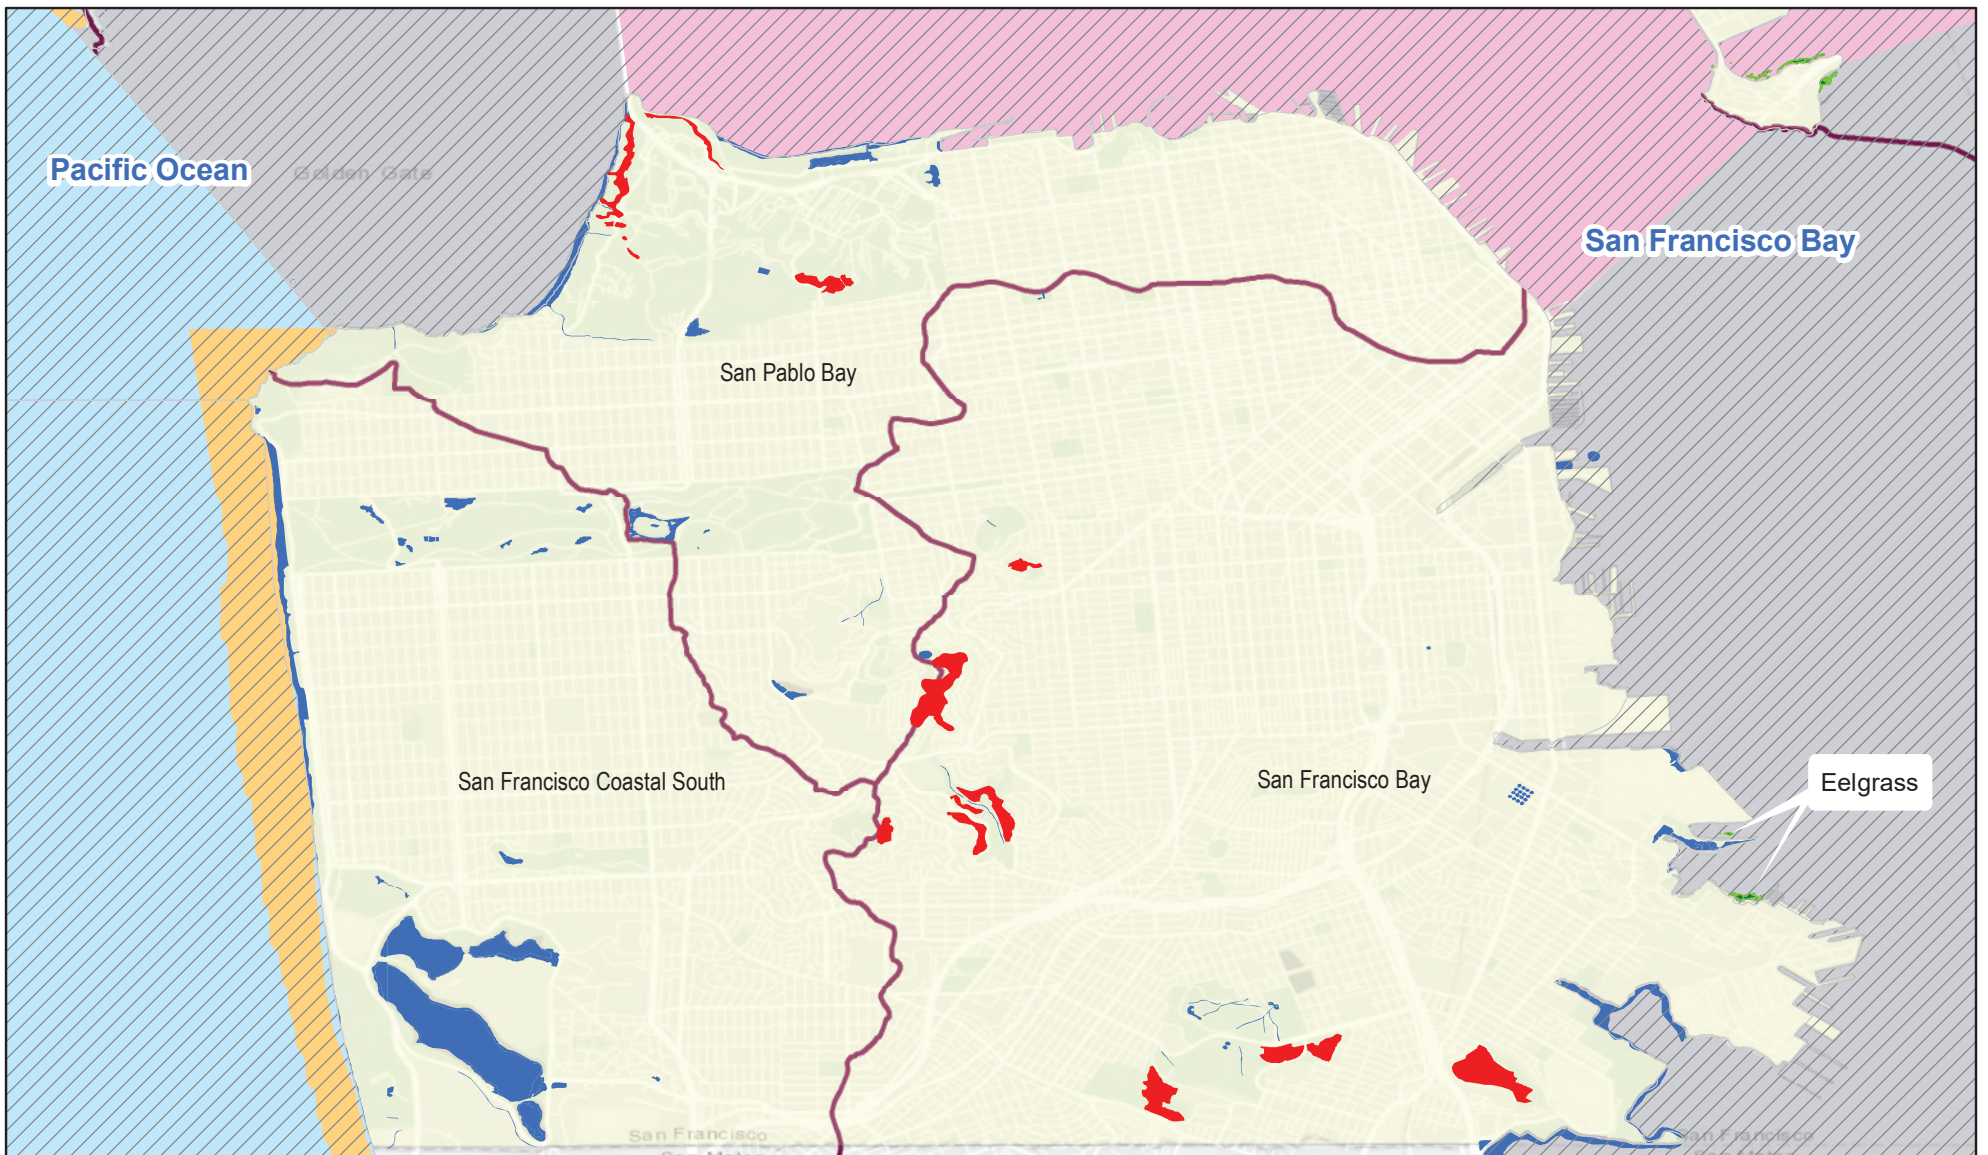 Pacific Ocean
Golden Gate
San Francisco Bay
San Pablo Bay
San Francisco Coastal South
San Francisco Bay
Eelgrass
San Francisco
San Francisco